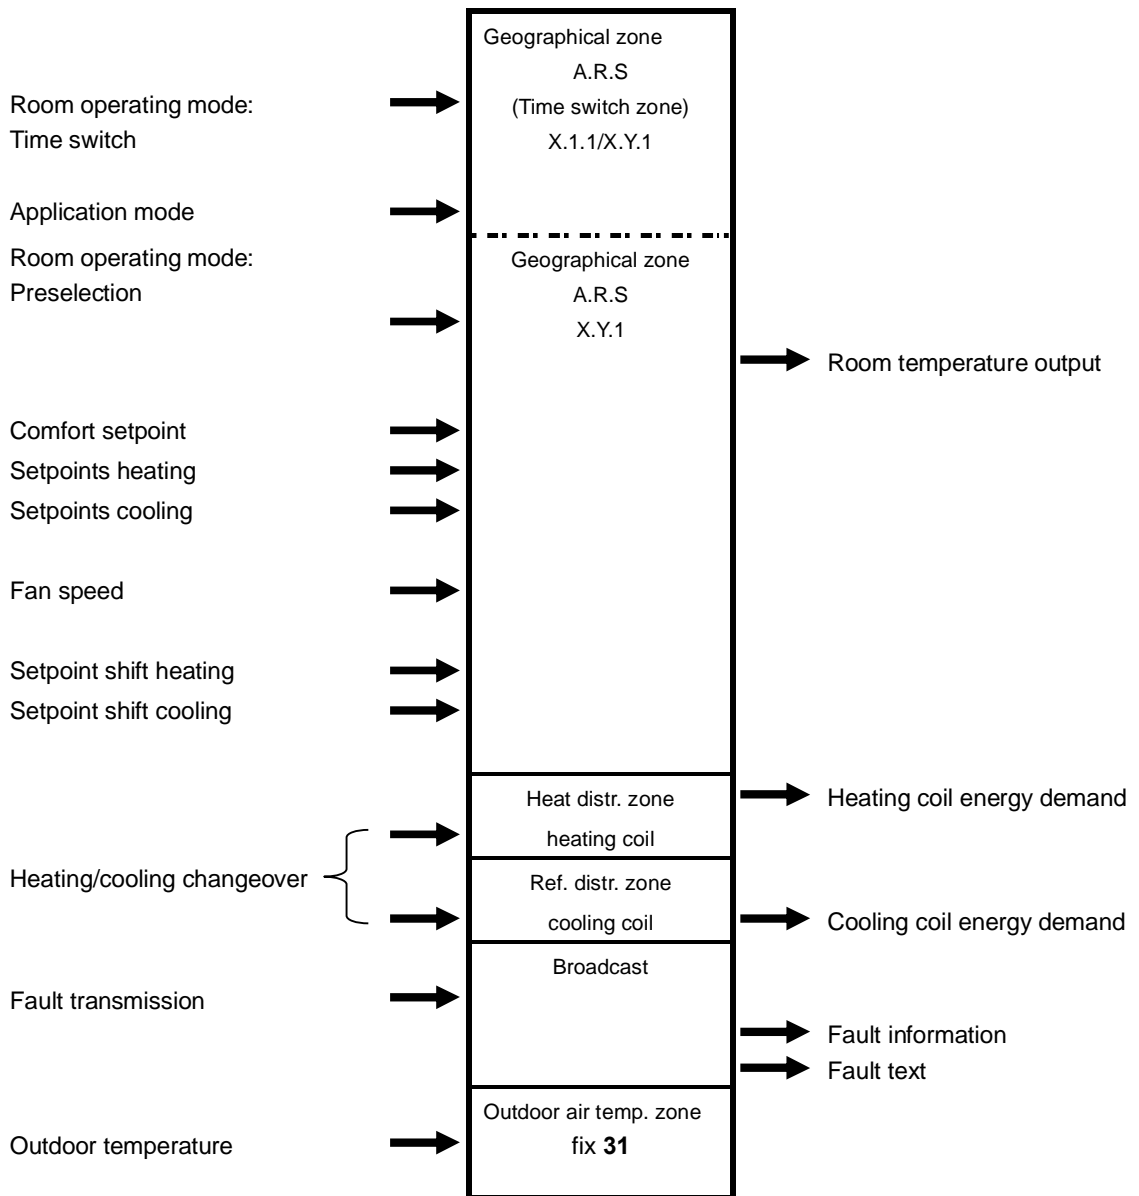 Geographical zone
A.R.S
(Time switch zone)
X.1.1/X.Y.1
Room operating mode:
Time switch
Application mode
Room operating mode:
Preselection
Geographical zone
A.R.S
X.Y.1
Room temperature output
Comfort setpoint
Setpoints heating
Setpoints cooling
Fan speed
Setpoint shift heating
Setpoint shift cooling
Heat distr. zone
heating coil
Heating coil energy demand
Heating/cooling changeover
Ref. distr. zone
cooling coil
Cooling coil energy demand
Broadcast
Fault transmission
Fault information
Fault text
Outdoor air temp. zone
fix 31
Outdoor temperature